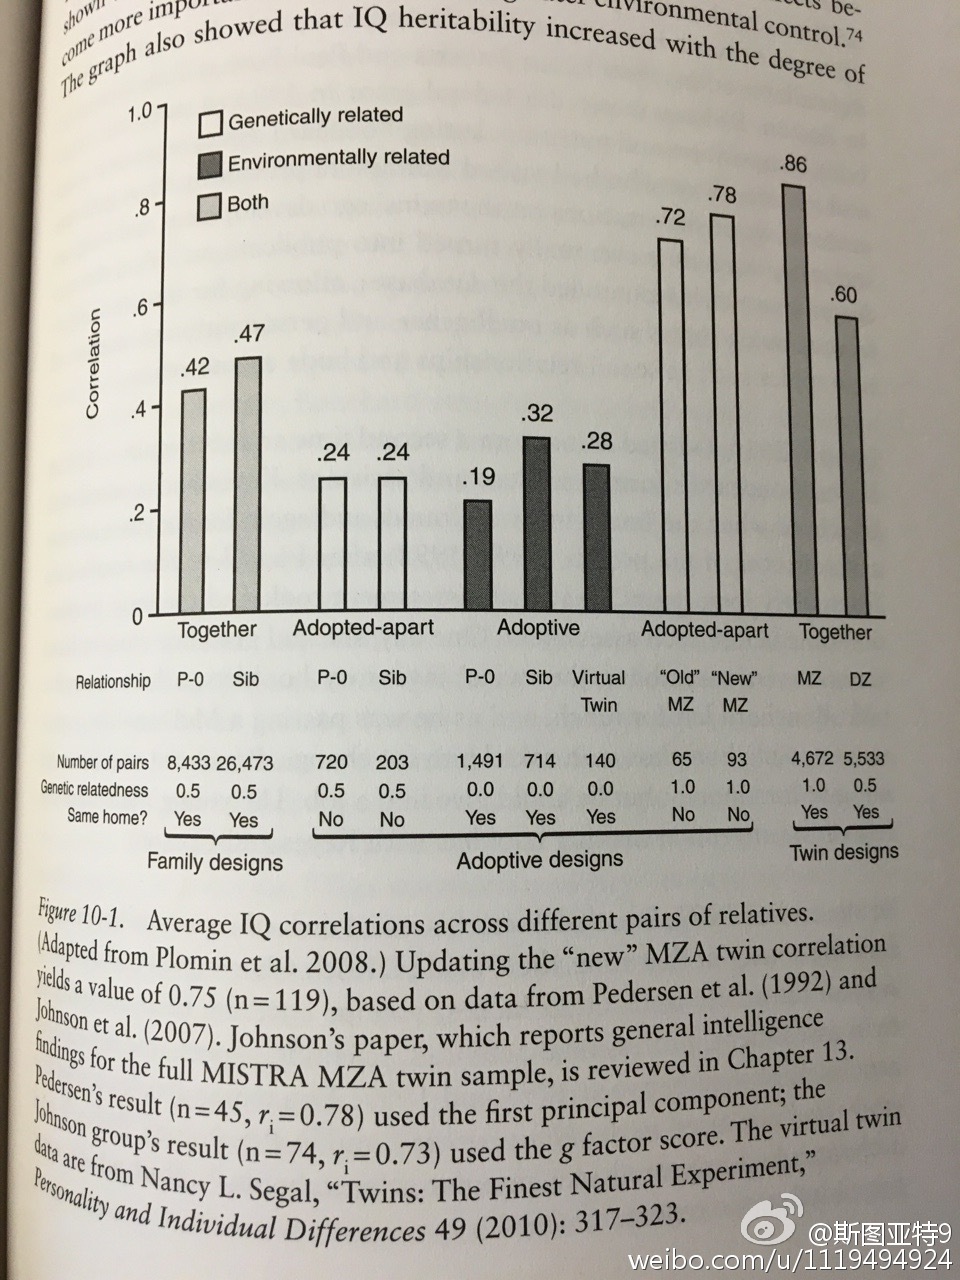 shown
come more
environmental control.74
The graph also showed that IQ heritability increased with the degree of
1.0
.8
.6
.4
.2
0
Correlation
Genetically related
Environmentally related
Both
.42
.47
.24
.24
.19
.32
.28
.72
.78
.86
.60
Together Adopted-apart Adoptive Adopted-apart Together
Relationship P-0 Sib P-0 Sib P-0 Sib Virtual Twin "Old" MZ "New" MZ MZ DZ
Number of pairs 8,433 26,473 720 203 1,491 714 140 65 93 4,672 5,533
Genetic relatedness 0.5 0.5 0.5 0.5 0.0 0.0 0.0 1.0 1.0 1.0 0.5
Same home? Yes Yes No No Yes Yes Yes No No Yes Yes
Family designs Adoptive designs Twin designs
Figure 10-1. Average IQ correlations across different pairs of relatives.
(Adapted from Plomin et al. 2008.) Updating the “new” MZA twin correlation
yields a value of 0.75 (n=119), based on data from Pedersen et al. (1992) and
Johnson et al. (2007). Johnson's paper, which reports general intelligence
findings for the full MISTRA MZA twin sample, is reviewed in Chapter 13.
Pedersen's result (n=45, ri=0.78) used the first principal component; the
Johnson group's result (n=74, ri=0.73) used the g factor score. The virtual twin
data are from Nancy L. Segal, “Twins: The Finest Natural Experiment,”
Personality and Individual Differences 49 (2010): 317–323.
@斯图亚特9
weibo.com/u/1119494924